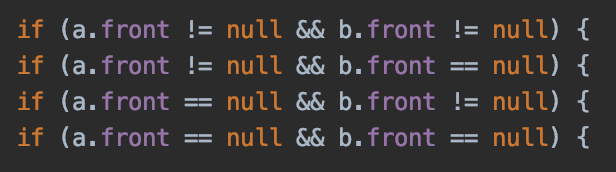 if (a.front != null && b.front != null) {
if (a.front != null && b.front == null) {
if (a.front == null && b.front != null) {
if (a.front == null && b.front == null) {